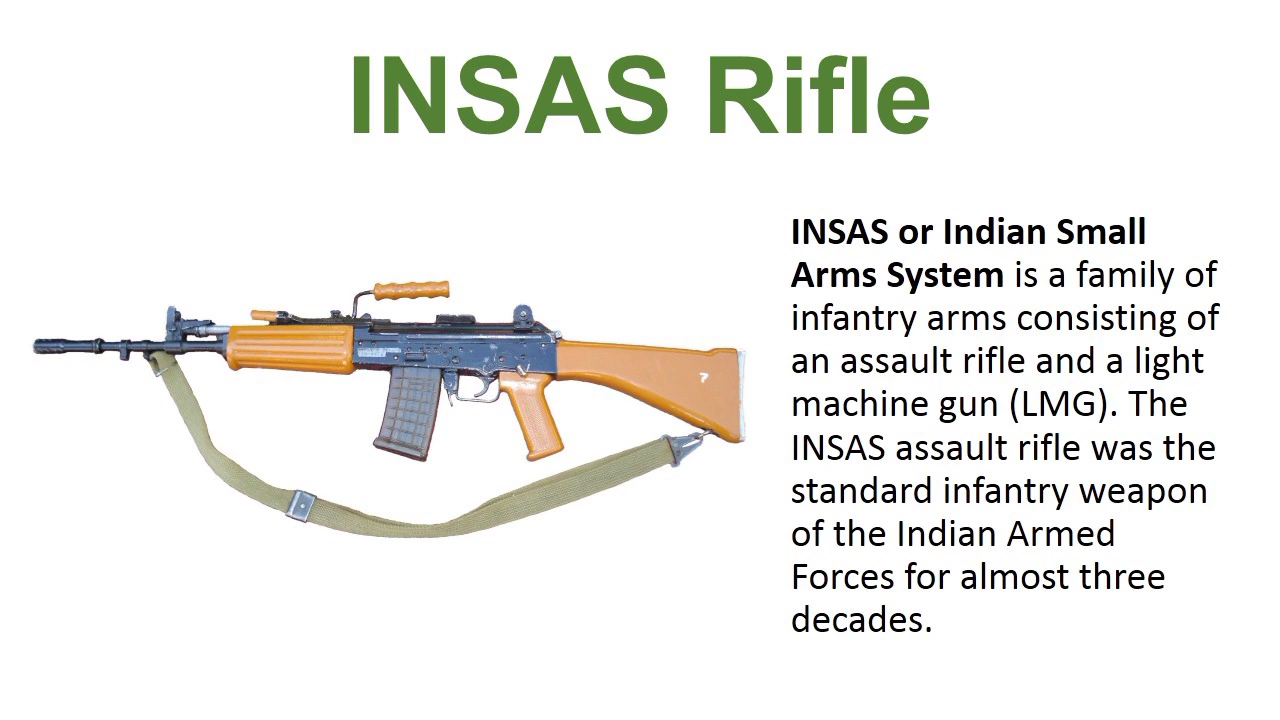 INSAS Rifle
INSAS or Indian Small
Arms System is a family of
infantry arms consisting of
an assault rifle and a light
machine gun (LMG). The
INSAS assault rifle was the
standard infantry weapon
of the Indian Armed
Forces for almost three
decades.